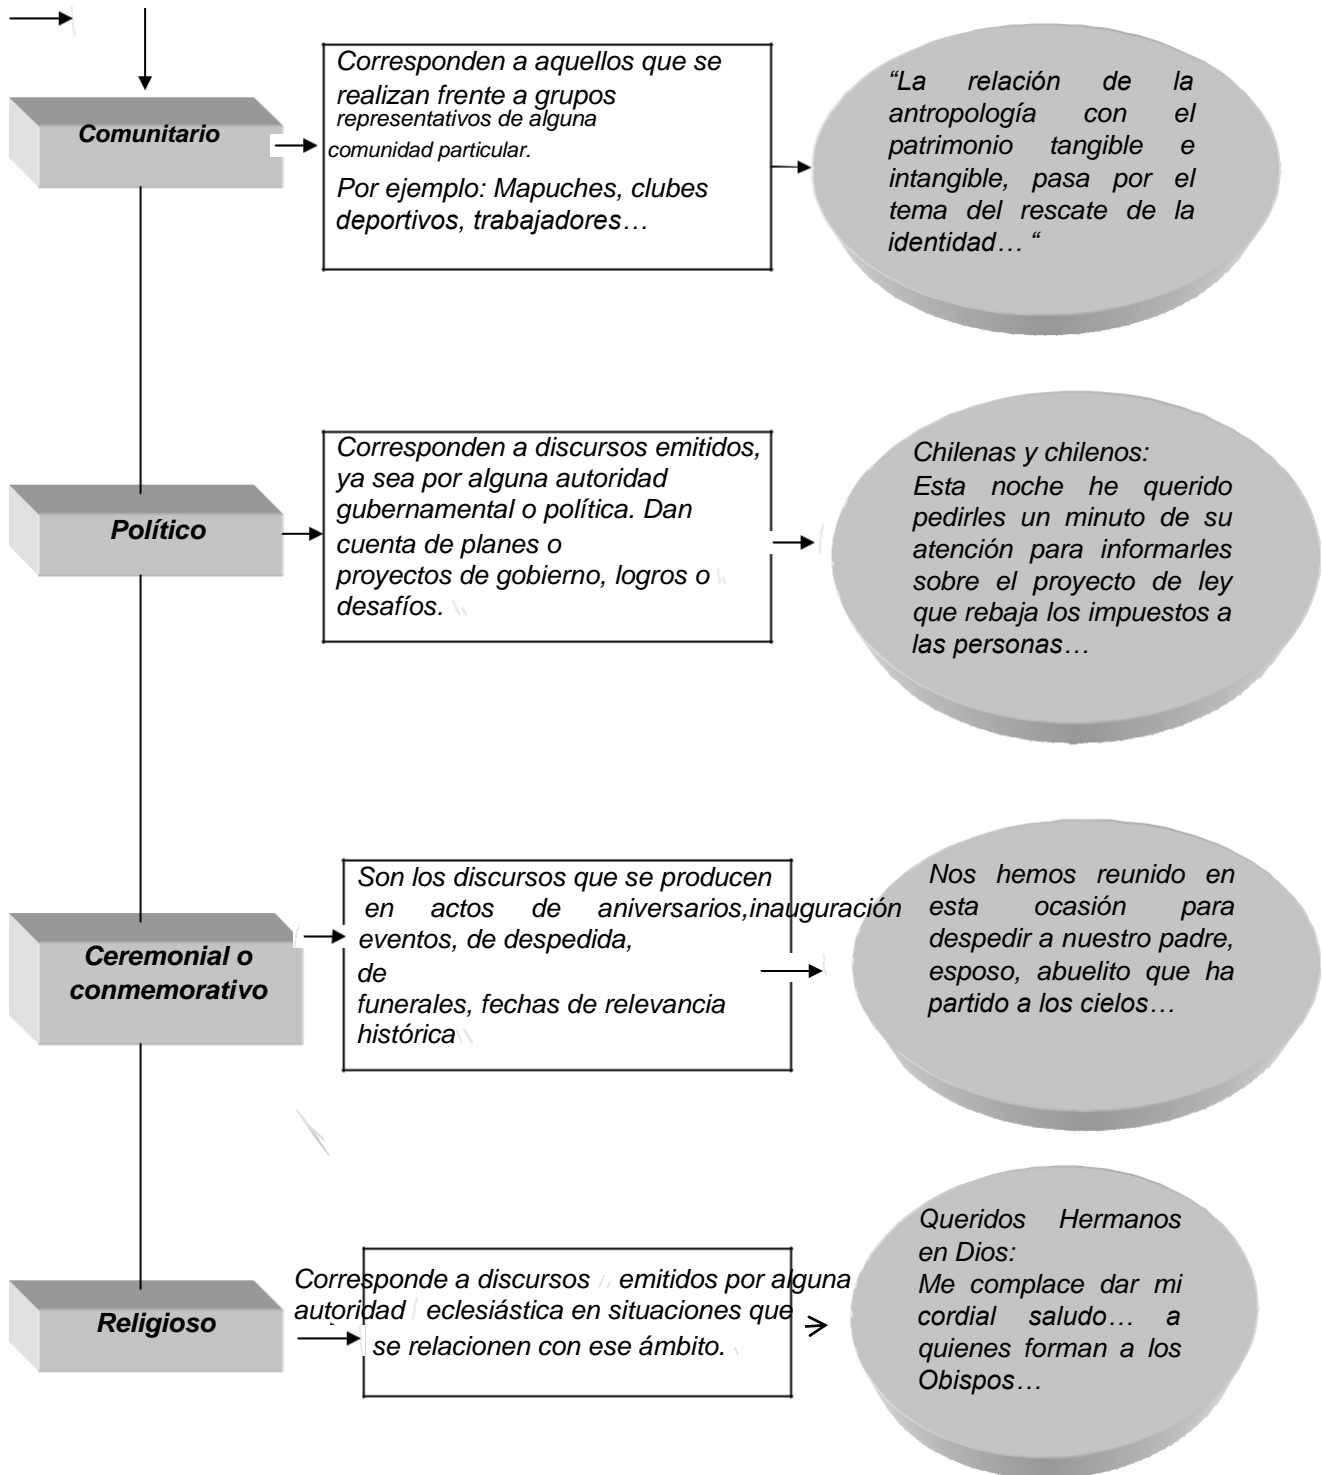 Comunitario
Corresponden a aquellos que se
realizan frente a grupos
representativos de alguna
comunidad particular.
Por ejemplo: Mapuches, clubes
deportivos, trabajadores…
“La relación de la
antropología con el
patrimonio tangible e
intangible, pasa por el
tema del rescate de la
identidad… “
Político
Corresponden a discursos emitidos,
ya sea por alguna autoridad
gubernamental o política. Dan
cuenta de planes o
proyectos de gobierno, logros o
desafíos.
Chilenas y chilenos:
Esta noche he querido
pedirles un minuto de su
atención para informarles
sobre el proyecto de ley
que rebaja los impuestos a
las personas…
Ceremonial o
conmemorativo
Son los discursos que se producen
en actos de aniversarios,inauguración
eventos, de despedida,
de
funerales, fechas de relevancia
histórica
Nos hemos reunido en
esta ocasión para
despedir a nuestro padre,
esposo, abuelito que ha
partido a los cielos…
Religioso
Corresponde a discursos emitidos por alguna
autoridad eclesiástica en situaciones que
se relacionen con ese ámbito.
Queridos Hermanos
en Dios:
Me complace dar mi
cordial saludo… a
quienes forman a los
Obispos…